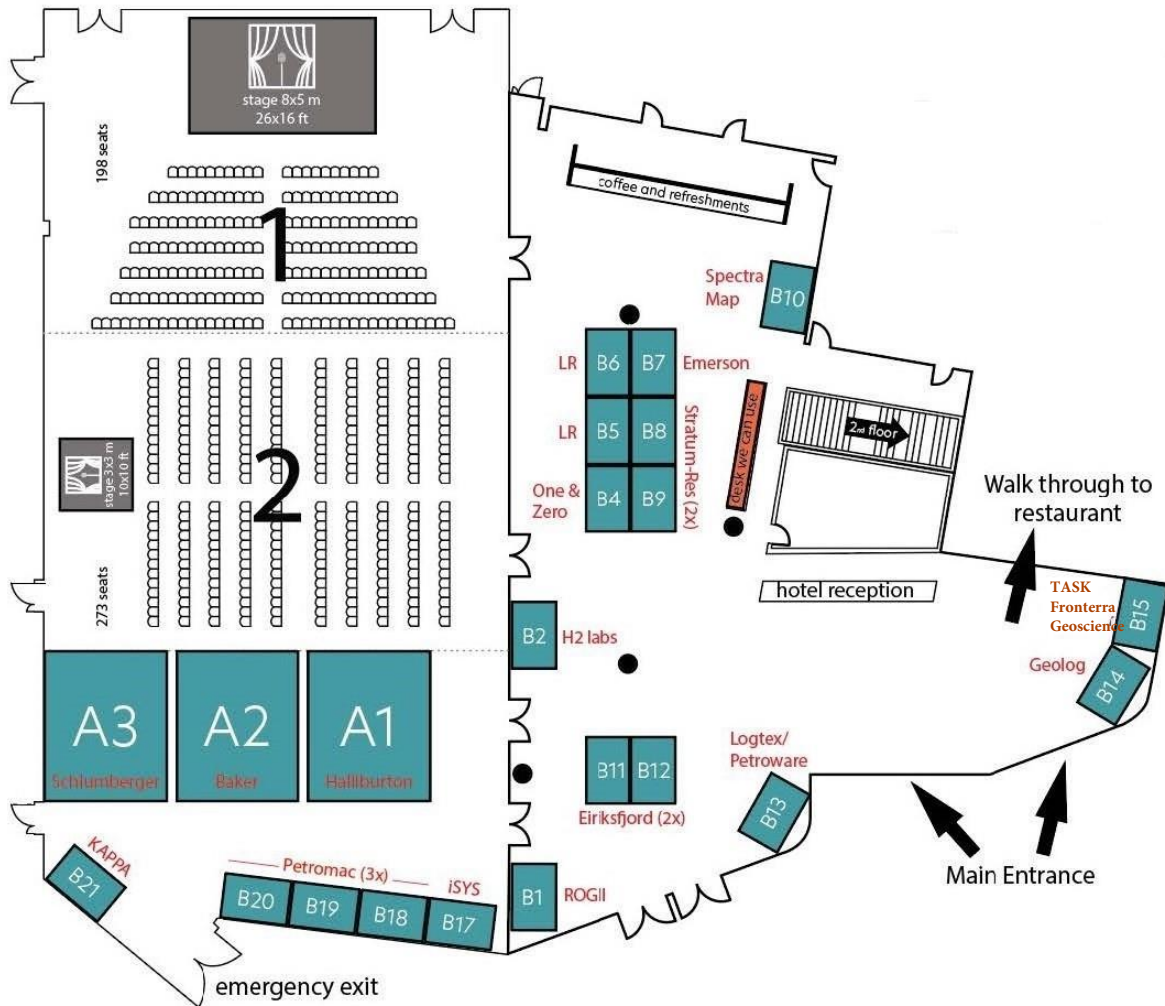 stage 8x5 m
26x16 ft
198 seats
1
coffee and refreshments
Spectra
Map
B10
LR
B6
B7
Emerson
LR
B5
B8
Stratum-Res (2x)
One &
Zero
B4
B9
desk we can use
2nd floor
stage 3x3 m
10x10 ft
2
273 seats
Walk through to
restaurant
hotel reception
TASK
Fronterra
Geoscience
B15
B2
H2 labs
Geolog
B14
A3
Schlumberger
A2
Baker
A1
Halliburton
Logtex/
Petroware
B11
B12
B13
Eiriksfjord (2x)
Main Entrance
KAPPA
B21
Petromac (3x)
iSYS
B20
B19
B18
B17
B1
ROGII
emergency exit